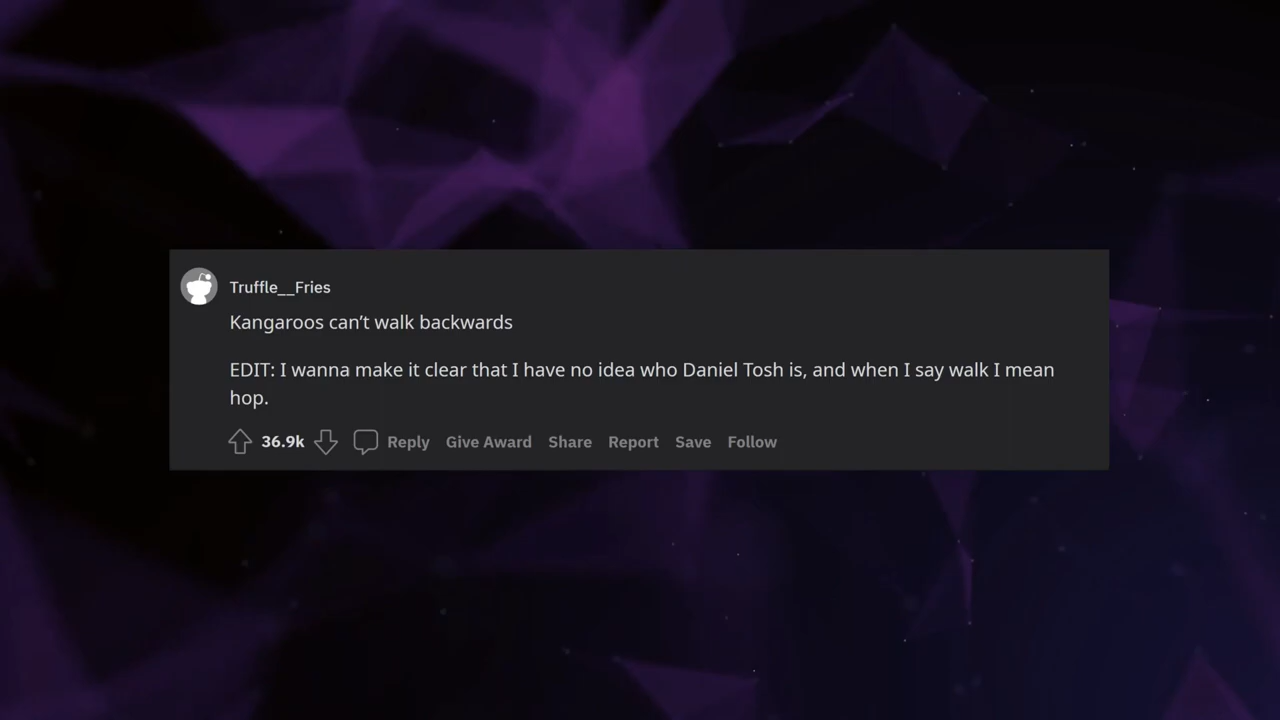 Truffle__Fries
Kangaroos can’t walk backwards
EDIT: I wanna make it clear that I have no idea who Daniel Tosh is, and when I say walk I mean
hop.
36.9k Reply Give Award Share Report Save Follow